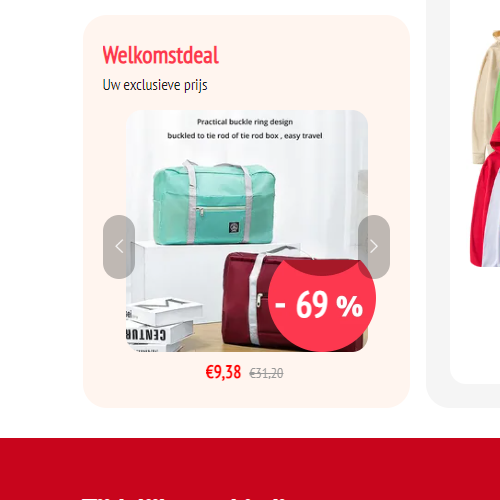 Welkomstdeal
Uw exclusieve prijs
Practical buckle ring design
buckled to tie rod of tie rod box , easy travel
- 69 %
€9,38 €31,20